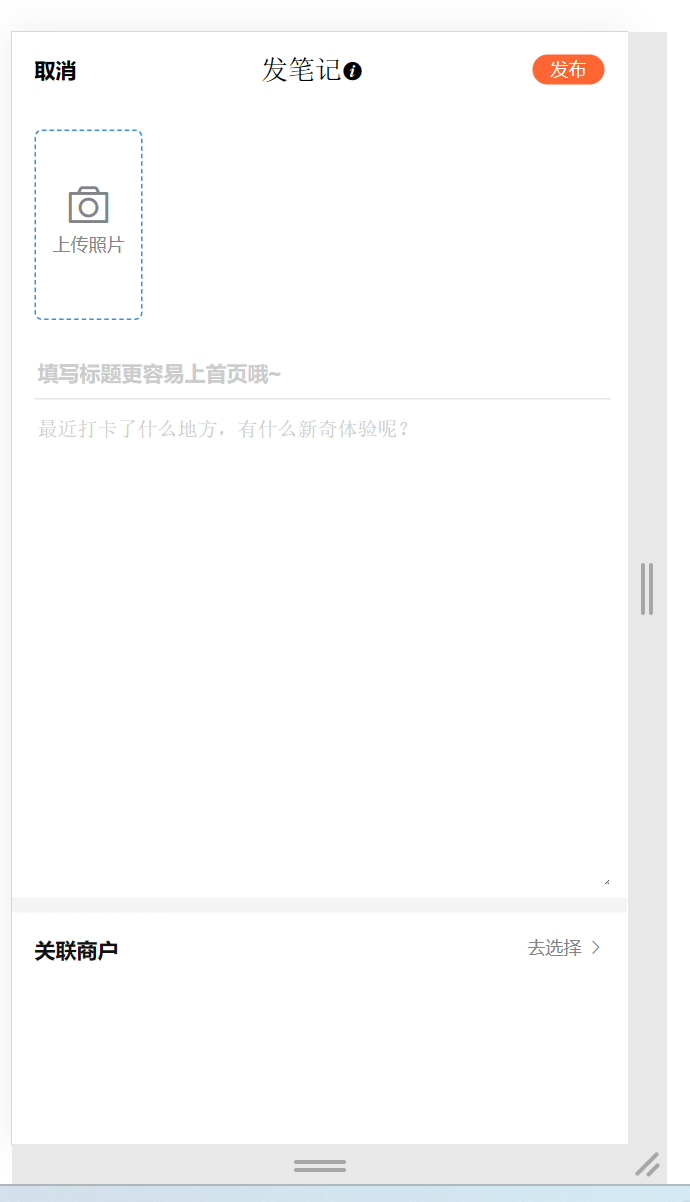 取消 发笔记 发布
上传照片
填写标题更容易上首页哦~
最近打卡了什么地方，有什么新奇体验呢？
关联商户 去选择